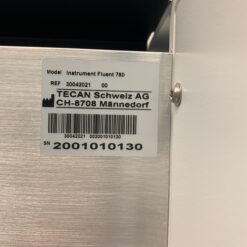 Model Instrument Fluent 780
REF 30042021 00
TECAN Schweiz AG
CH-8708 Männedorf
30042021 002001010130
SN 2001010130